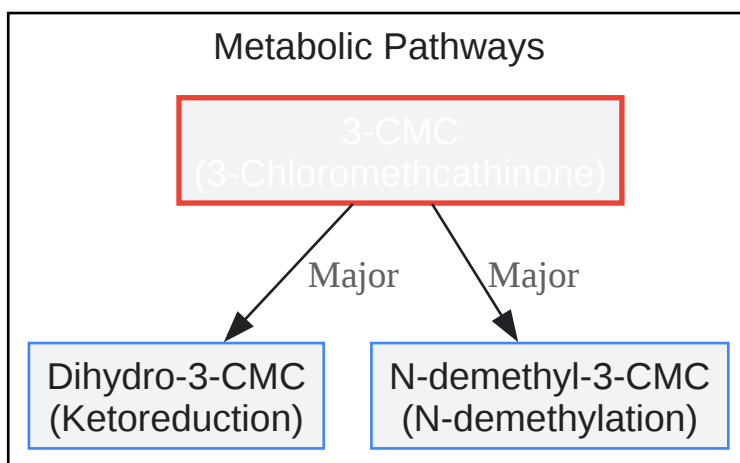 Metabolic Pathways
3-CMC
(3-Chloromethcathinone)
Major
Major
Dihydro-3-CMC
(Ketoreduction)
N-demethyl-3-CMC
(N-demethylation)